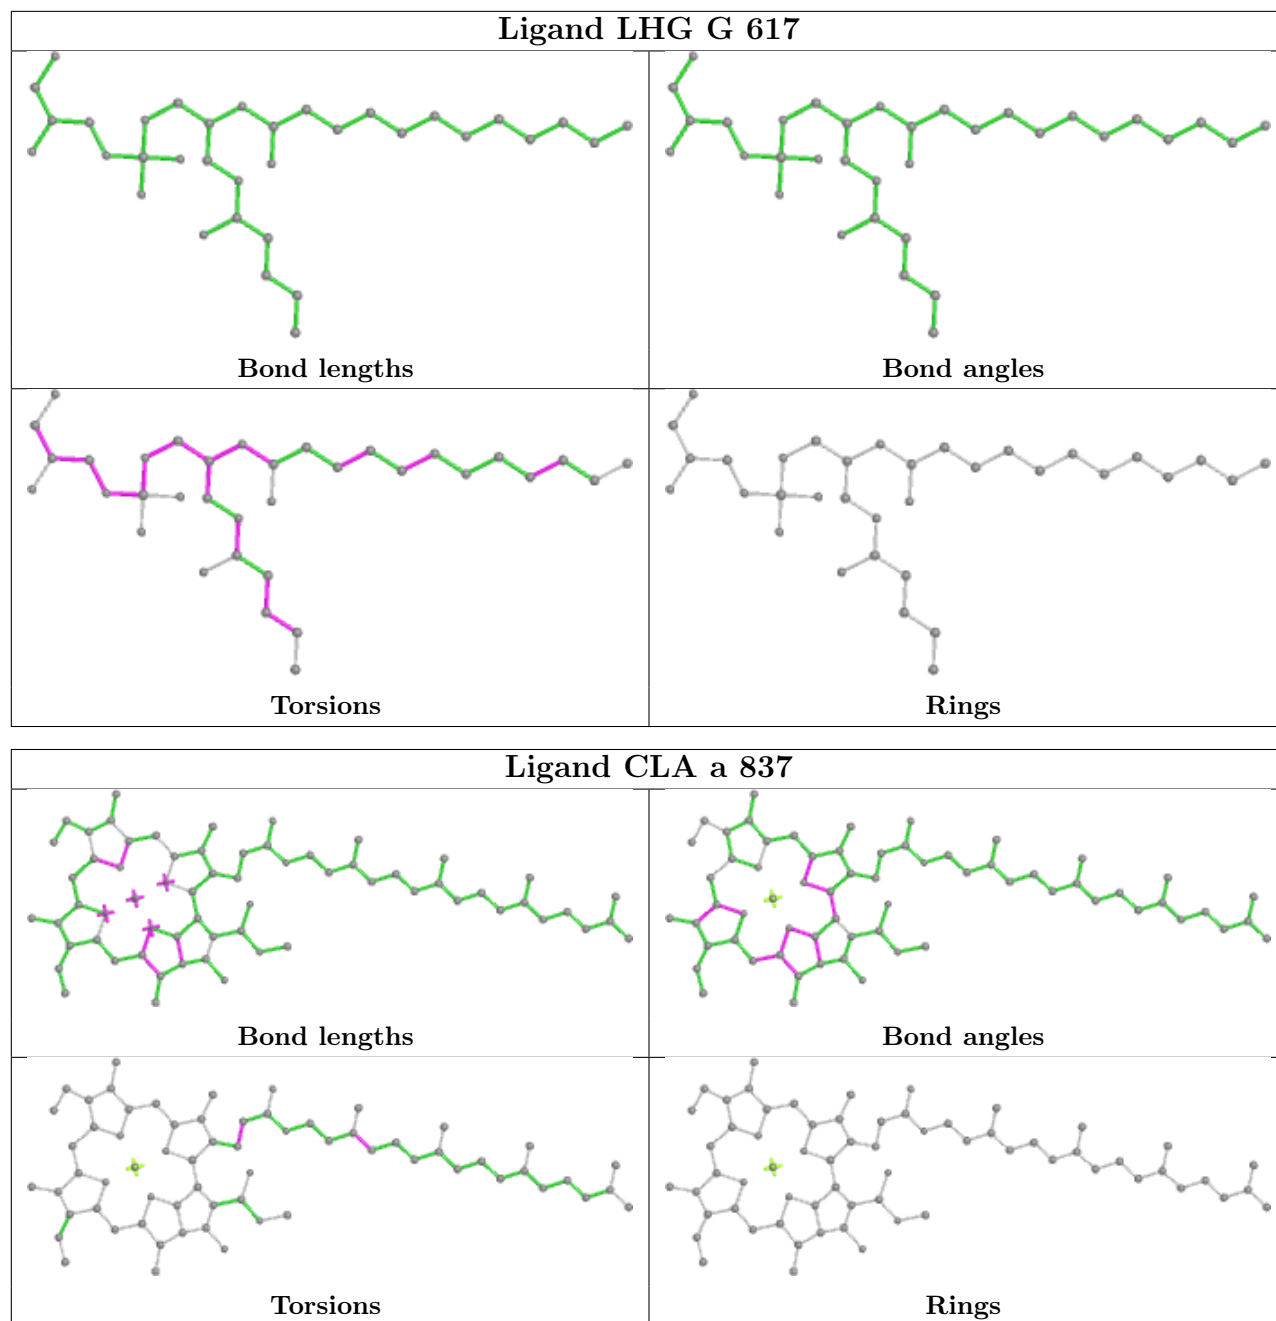 Ligand LHG G 617
Bond lengths
Bond angles
Torsions
Rings
Ligand CLA a 837
Bond lengths
Bond angles
Torsions
Rings